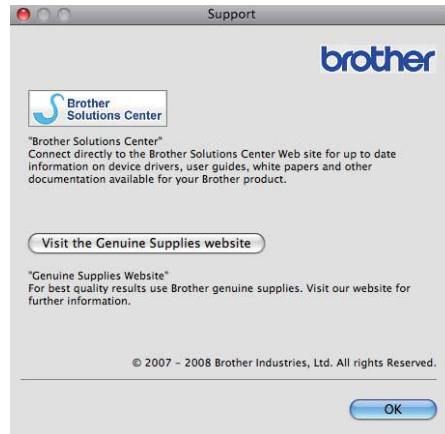 Support
brother
Brother
Solutions Center
"Brother Solutions Center"
Connect directly to the Brother Solutions Center Web site for up to date
information on device drivers, user guides, white papers and other
documentation available for your Brother product.
Visit the Genuine Supplies website
"Genuine Supplies Website"
For best quality results use Brother genuine supplies. Visit our website for
further information.
© 2007 - 2008 Brother Industries, Ltd. All rights Reserved.
OK